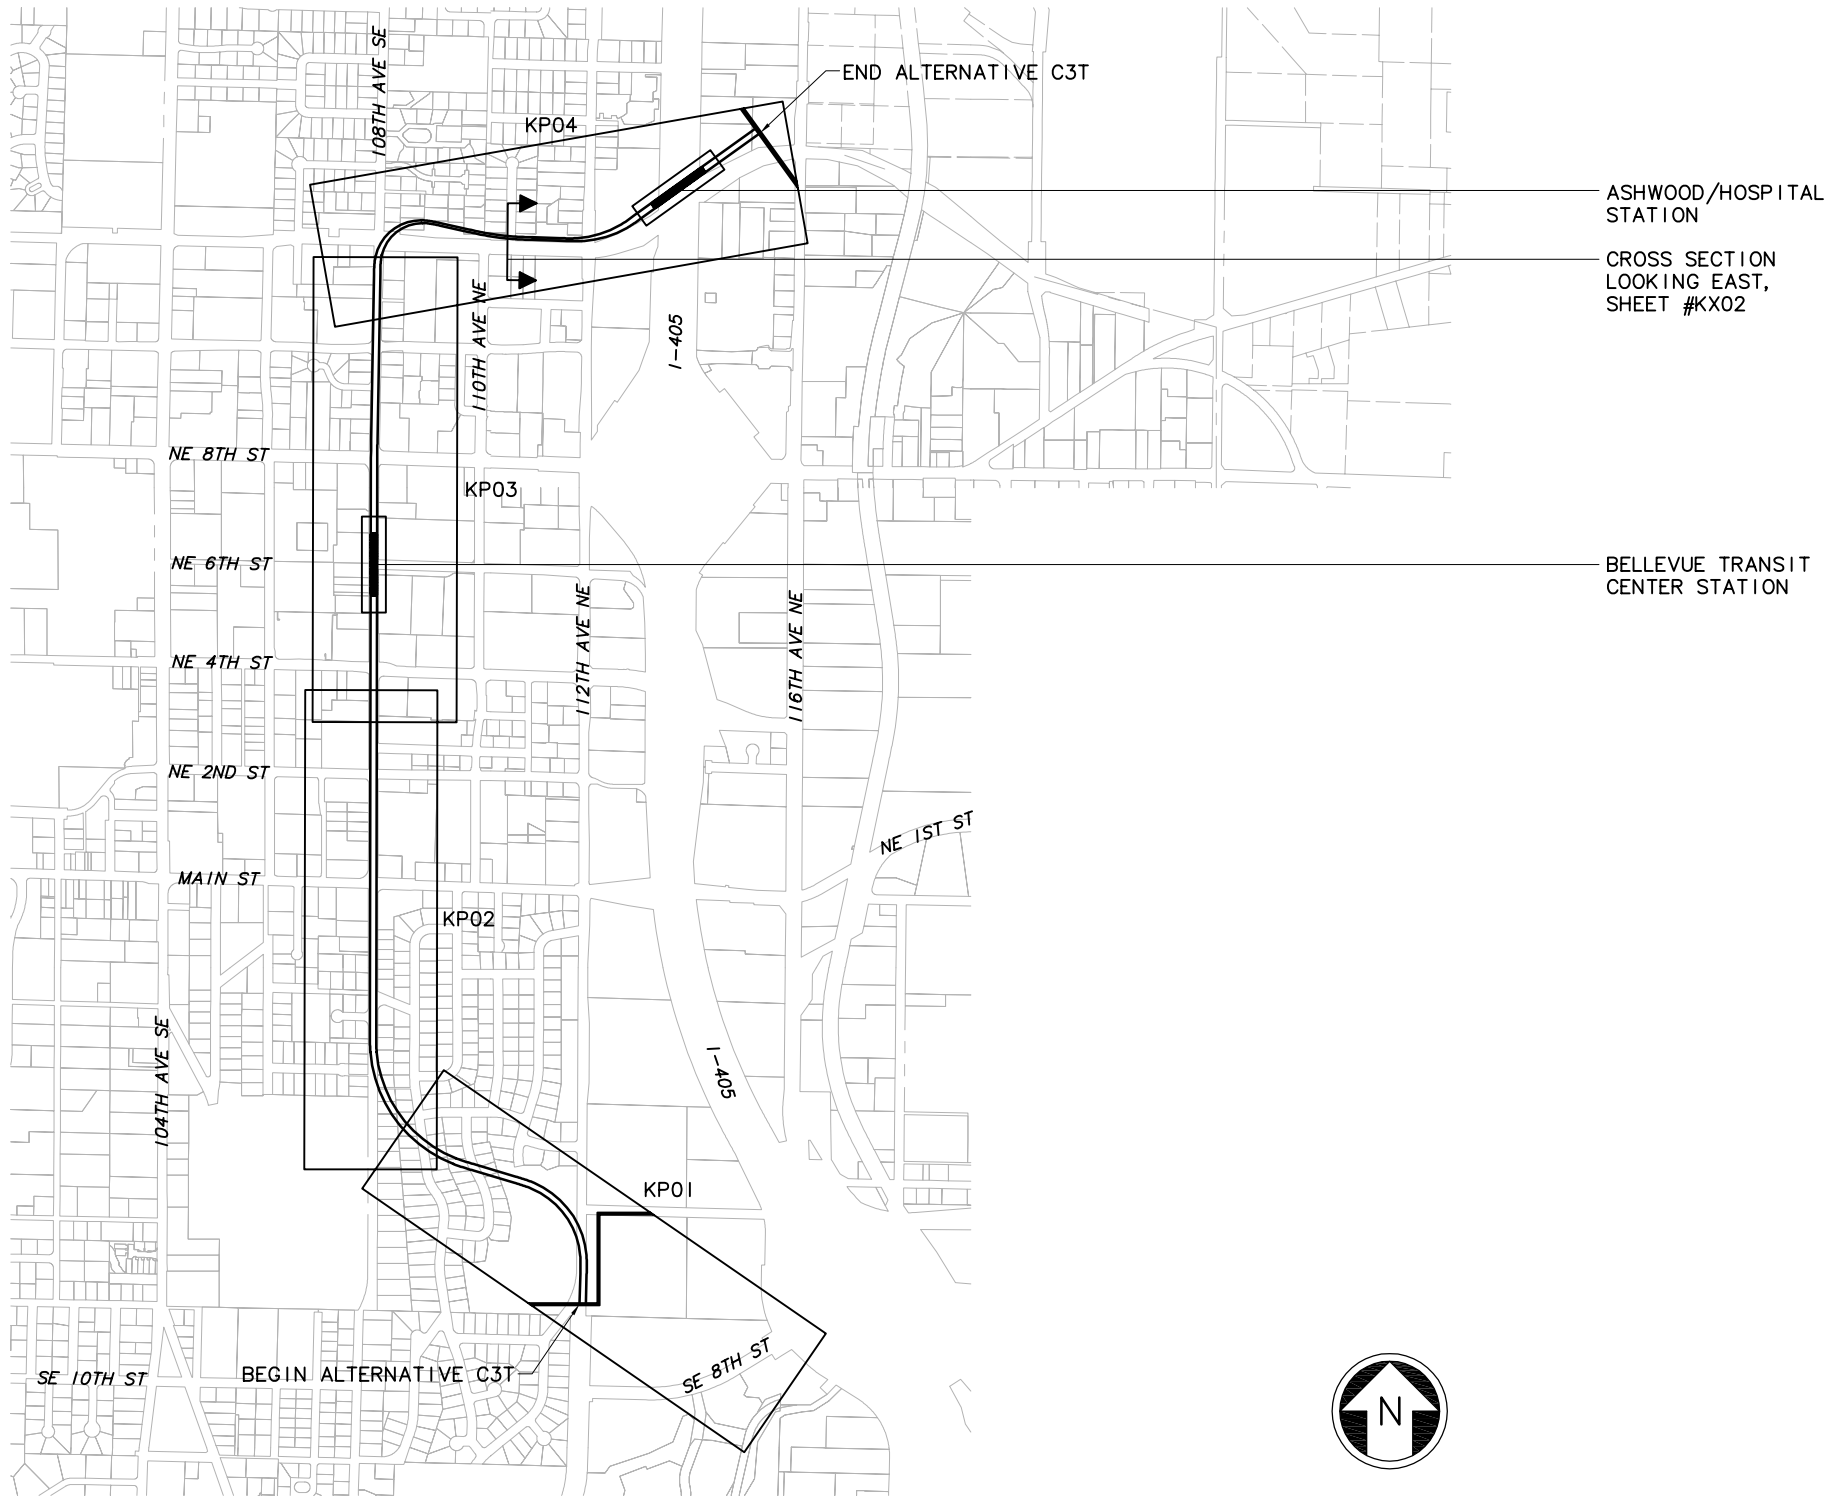 108TH AVE SE
END ALTERNATIVE C3T
KP04
ASHWOOD/HOSPITAL
STATION
CROSS SECTION
LOOKING EAST,
SHEET #KX02
110TH AVE NE
I-405
NE 8TH ST
KP03
NE 6TH ST
BELLEVUE TRANSIT
CENTER STATION
112TH AVE NE
116TH AVE NE
NE 4TH ST
NE 2ND ST
NE 1ST ST
MAIN ST
KP02
104TH AVE SE
I-405
KP01
SE 8TH ST
BEGIN ALTERNATIVE C3T
SE 10TH ST
N